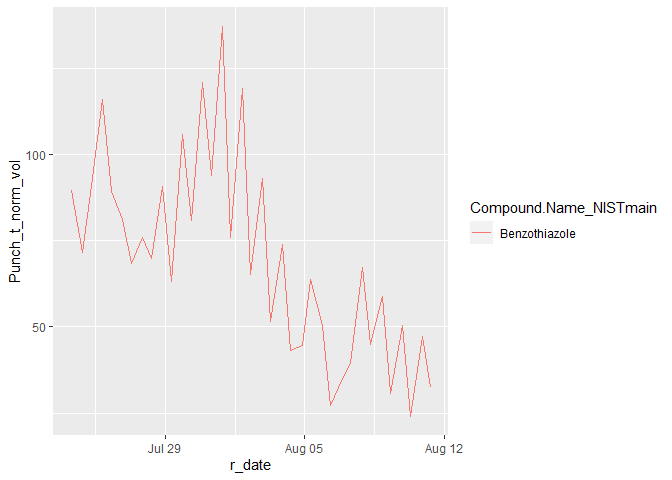 Punch_t_norm_vol
100
50
Jul 29
Aug 05
Aug 12
r_date
Compound.Name_NISTmain
Benzothiazole